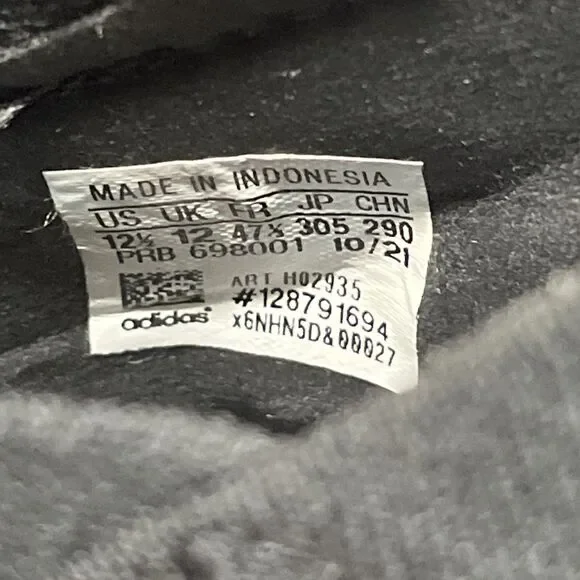 MADE IN INDONESIA
US UK FR JP CHN
12½ 12 47⅓ 305 290
PRB 698001 10/21
ART H02935
#128791694
adidas x6NHN5D&00027